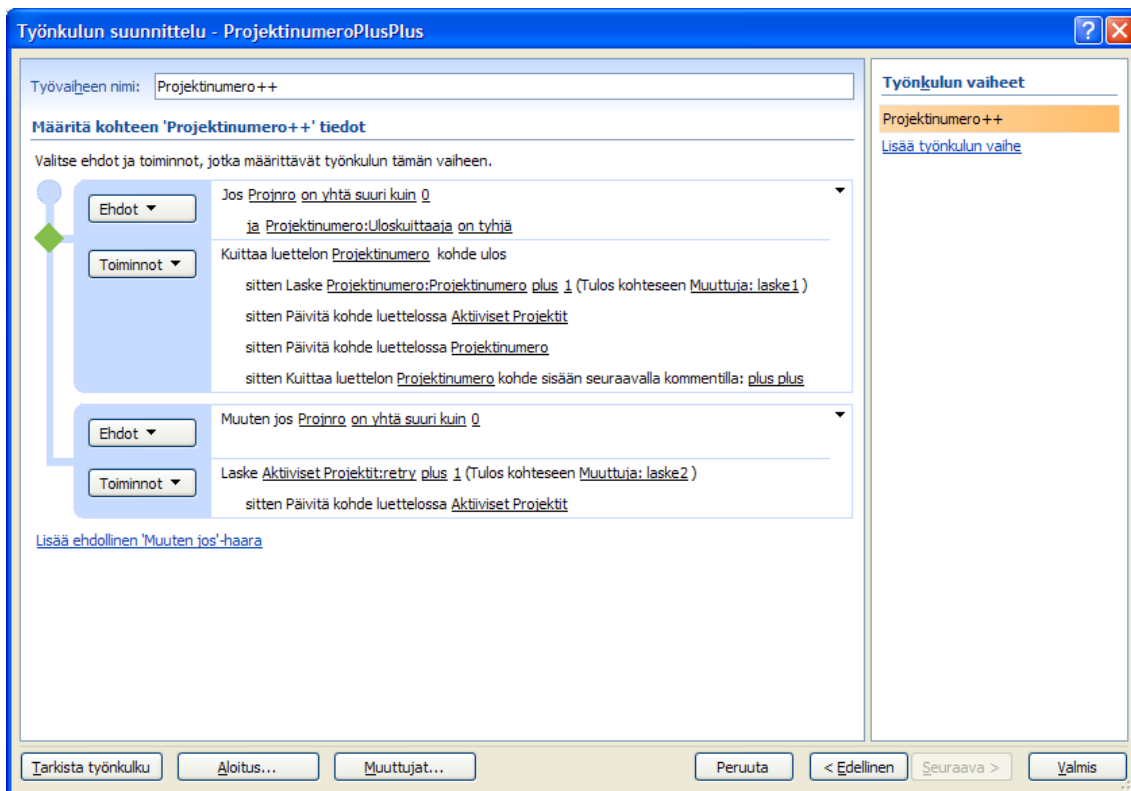 Työnkulun suunnittelu - ProjektinumeroPlusPlus
Työvaiheen nimi: Projektinumero++
Määritä kohteen 'Projektinumero++' tiedot
Valitse ehdot ja toiminnot, jotka määrittävät työnkulun tämän vaiheen.
Ehdot
Jos Projnro on yhtä suuri kuin 0
ja Projektinumero:Uloskuittaaja on tyhjä
Toiminnot
Kuittaa luettelon Projektinumero kohde ulos
sitten Laske Projektinumero:Projektinumero plus 1 (Tulos kohteseen Muuttuja: laske1 )
sitten Päivitä kohde luettelossa Aktiiviset Projektit
sitten Päivitä kohde luettelossa Projektinumero
sitten Kuittaa luettelon Projektinumero kohde sisään seuraavalla kommentilla: plus plus
Ehdot
Muuten jos Projnro on yhtä suuri kuin 0
Toiminnot
Laske Aktiiviset Projektit:retry plus 1 (Tulos kohteseen Muuttuja: laske2 )
sitten Päivitä kohde luettelossa Aktiiviset Projektit
Lisää ehdollinen 'Muuten jos'-haara
Työnkulun vaiheet
Projektinumero++
Lisää työnkulun vaihe
Tarkista työnkulku
Aloitus...
Muuttujat...
Peruuta
< Edellinen
Seuraava >
Valmis